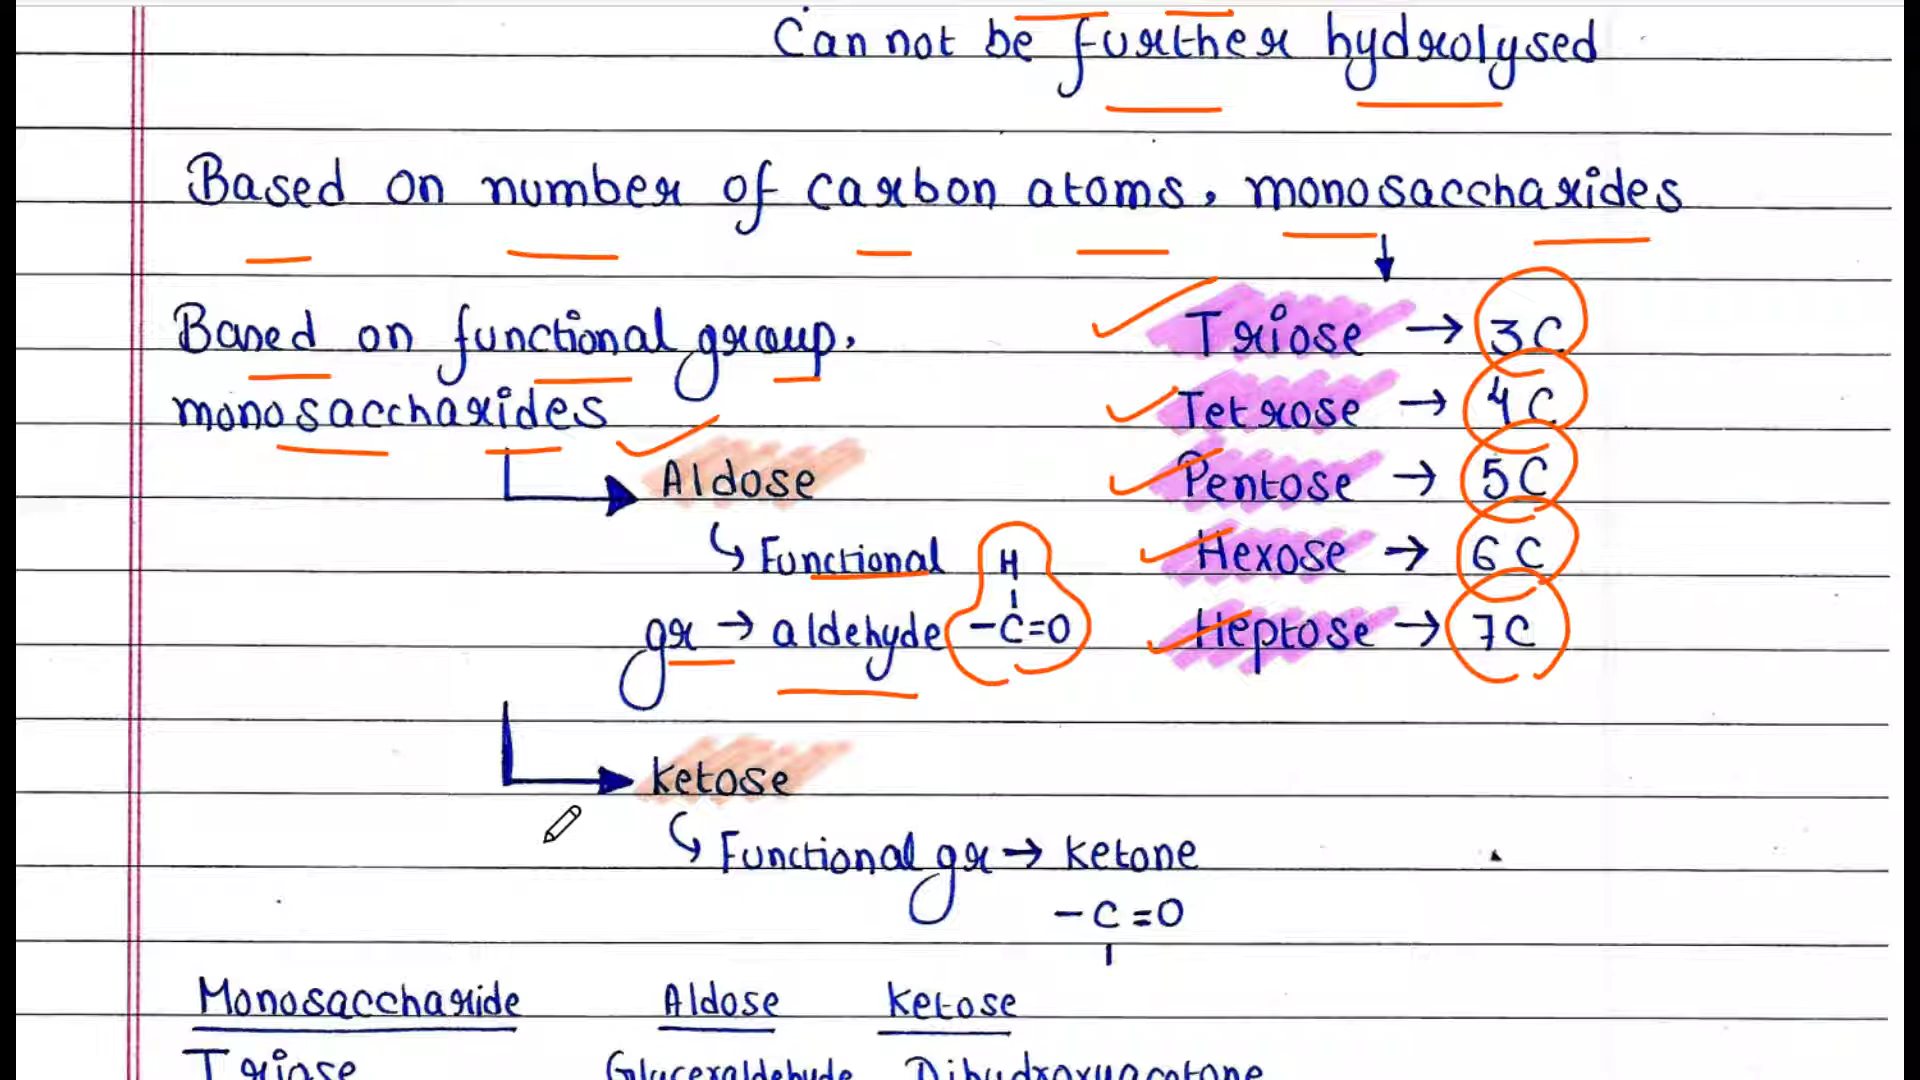 Can not be further hydrolysed
Based on number of carbon atoms, monosaccharides
Based on functional group,
monosaccharides
Aldose
Functional
gr → aldehyde
H
-C=O
Triose → 3C
Tetrose → 4C
Pentose → 5C
Hexose → 6C
Heptose → 7C
Ketose
Functional gr → ketone
-C=O
Monosaccharide Aldose Ketose
Triose Glyceraldehyde Dihydroxyacetone